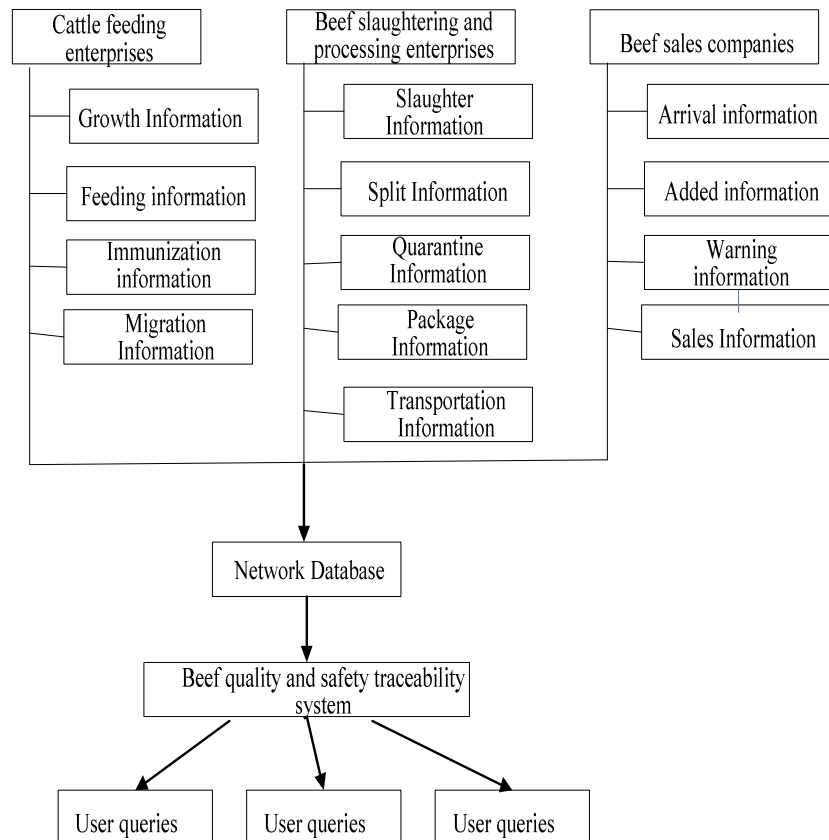 Cattle feeding
enterprises
Growth Information
Feeding information
Immunization
information
Migration
Information
Beef slaughtering and
processing enterprises
Slaughter
Information
Split Information
Quarantine
Information
Package
Information
Transportation
Information
Beef sales companies
Arrival information
Added information
Warning
information
Sales Information
Network Database
Beef quality and safety traceability
system
User queries
User queries
User queries